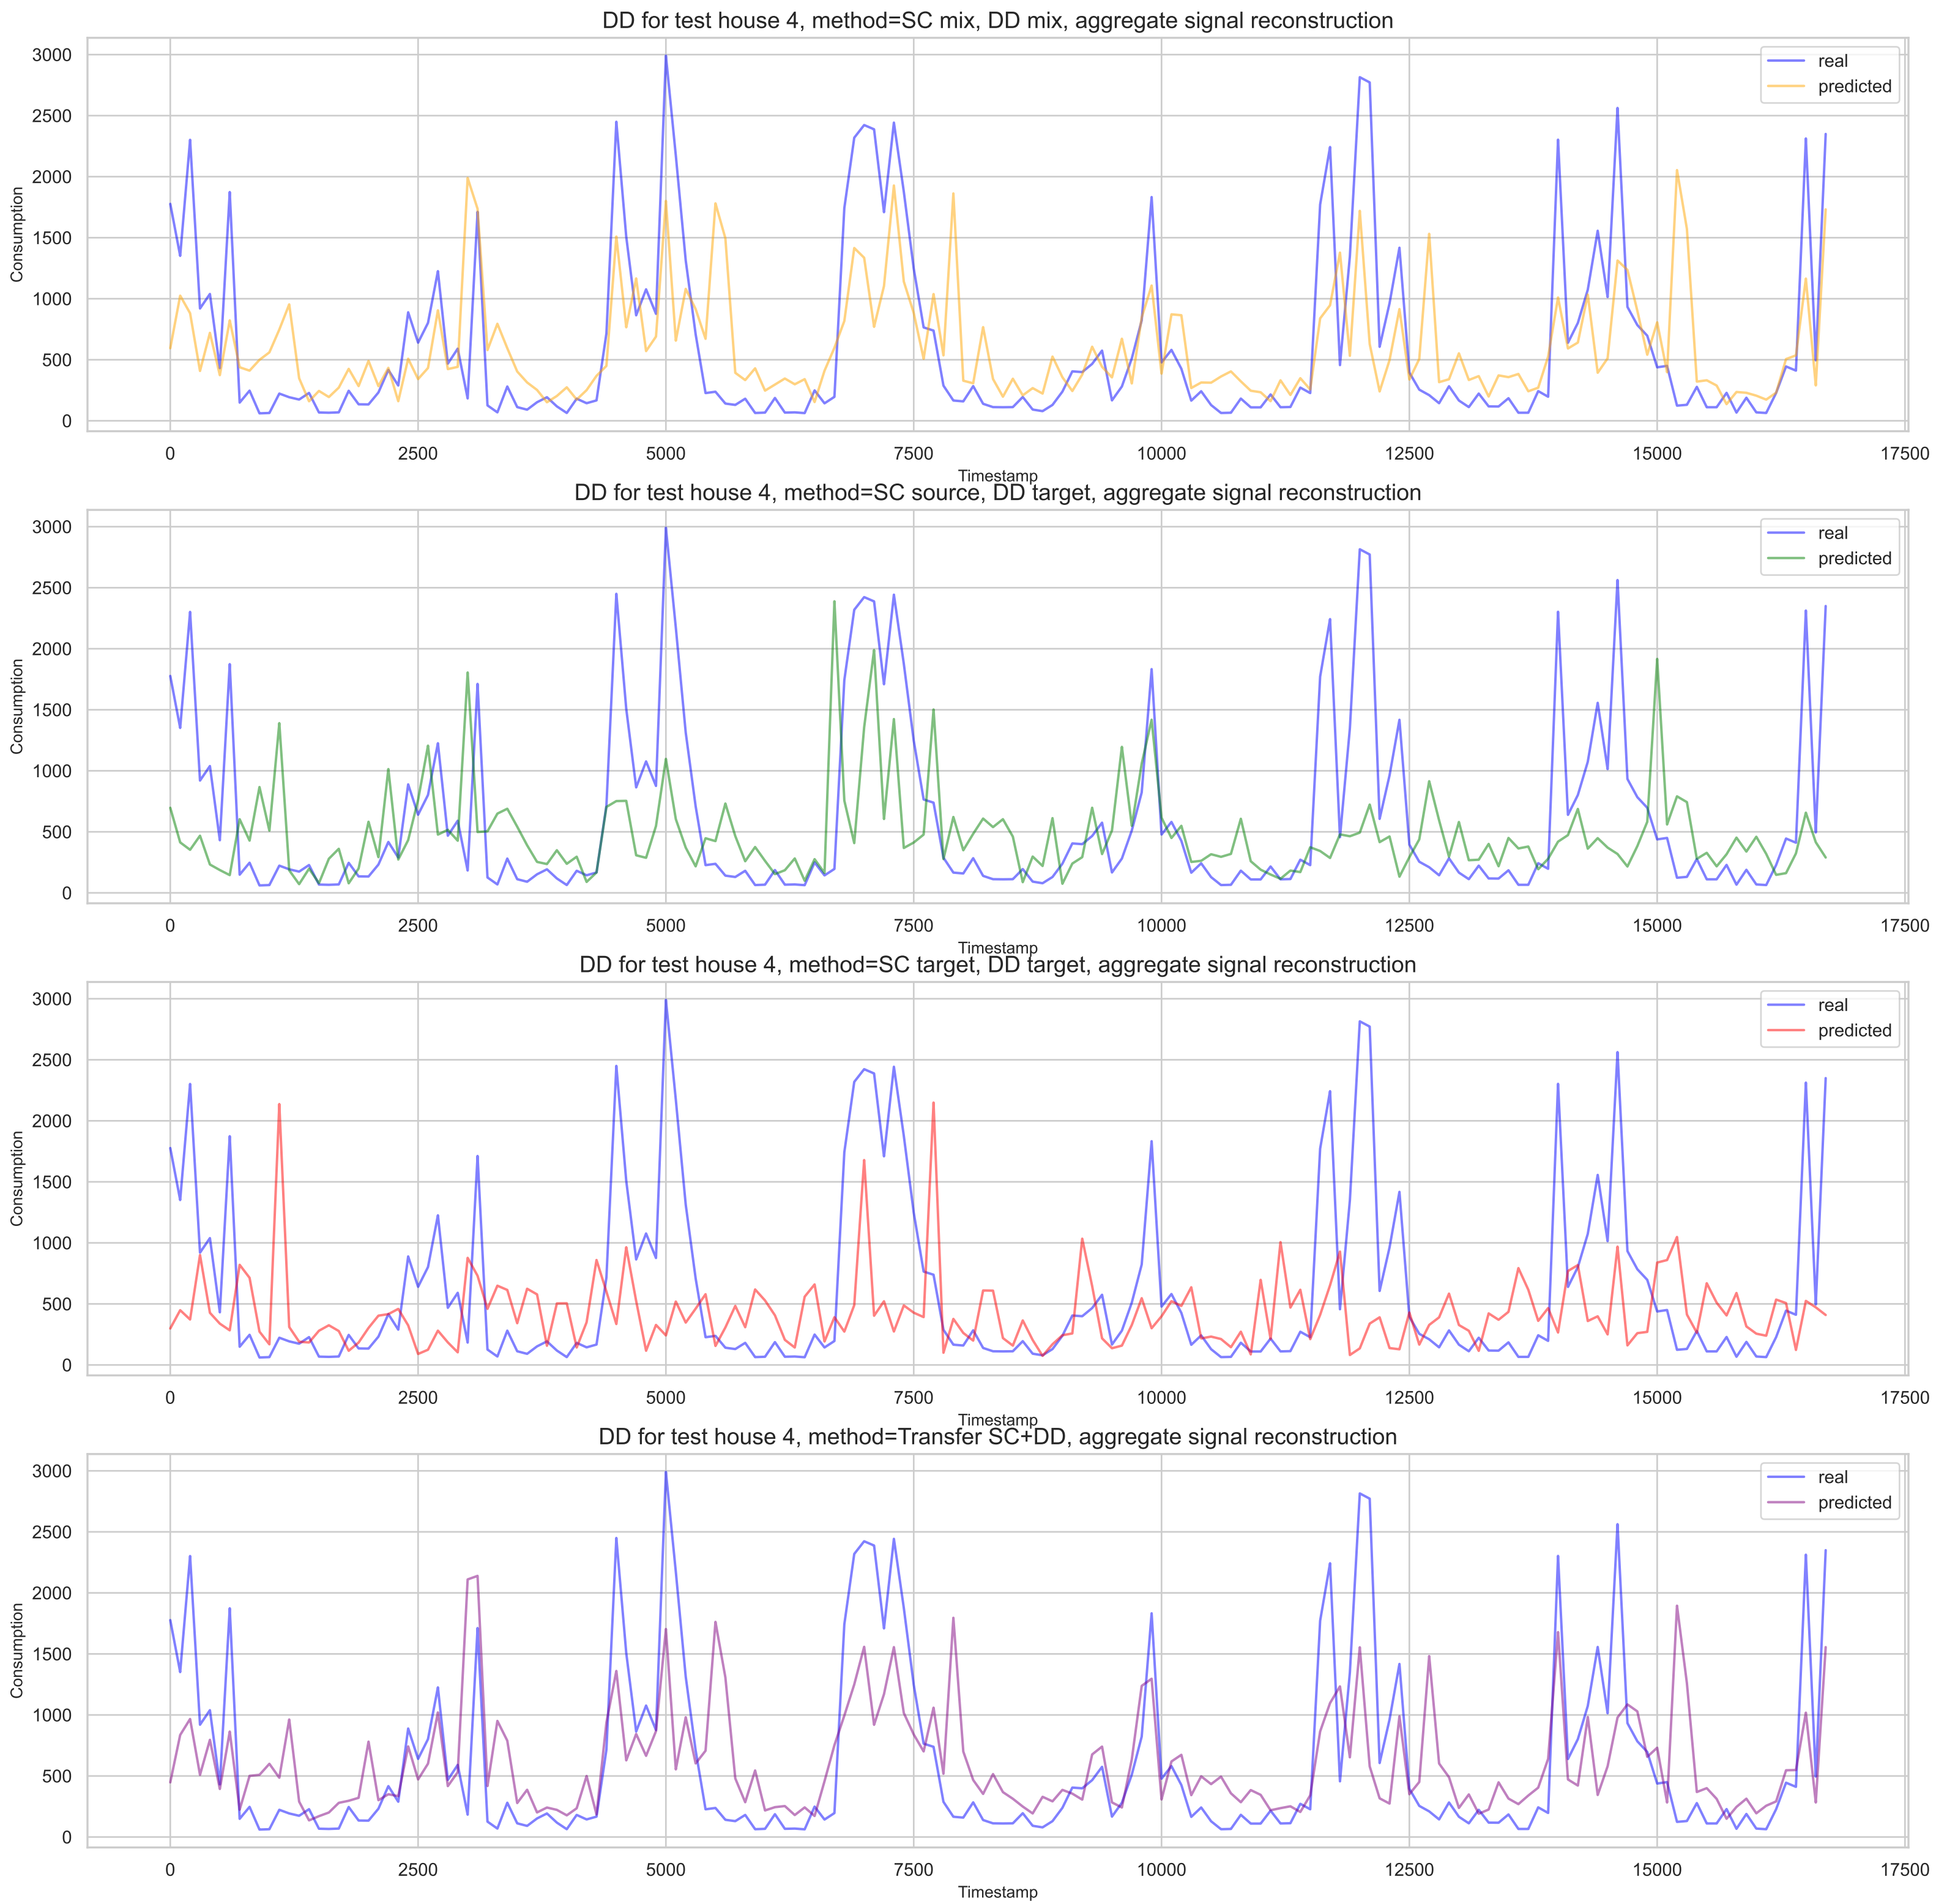 DD for test house 4, method=SC mix, DD mix, aggregate signal reconstruction
3000
2500
2000
1500
1000
500
0
Consumption
real
predicted
0 2500 5000 7500 10000 12500 15000 17500
Timestamp
DD for test house 4, method=SC source, DD target, aggregate signal reconstruction
3000
2500
2000
1500
1000
500
0
Consumption
real
predicted
0 2500 5000 7500 10000 12500 15000 17500
Timestamp
DD for test house 4, method=SC target, DD target, aggregate signal reconstruction
3000
2500
2000
1500
1000
500
0
Consumption
real
predicted
0 2500 5000 7500 10000 12500 15000 17500
Timestamp
DD for test house 4, method=Transfer SC+DD, aggregate signal reconstruction
3000
2500
2000
1500
1000
500
0
Consumption
real
predicted
0 2500 5000 7500 10000 12500 15000 17500
Timestamp